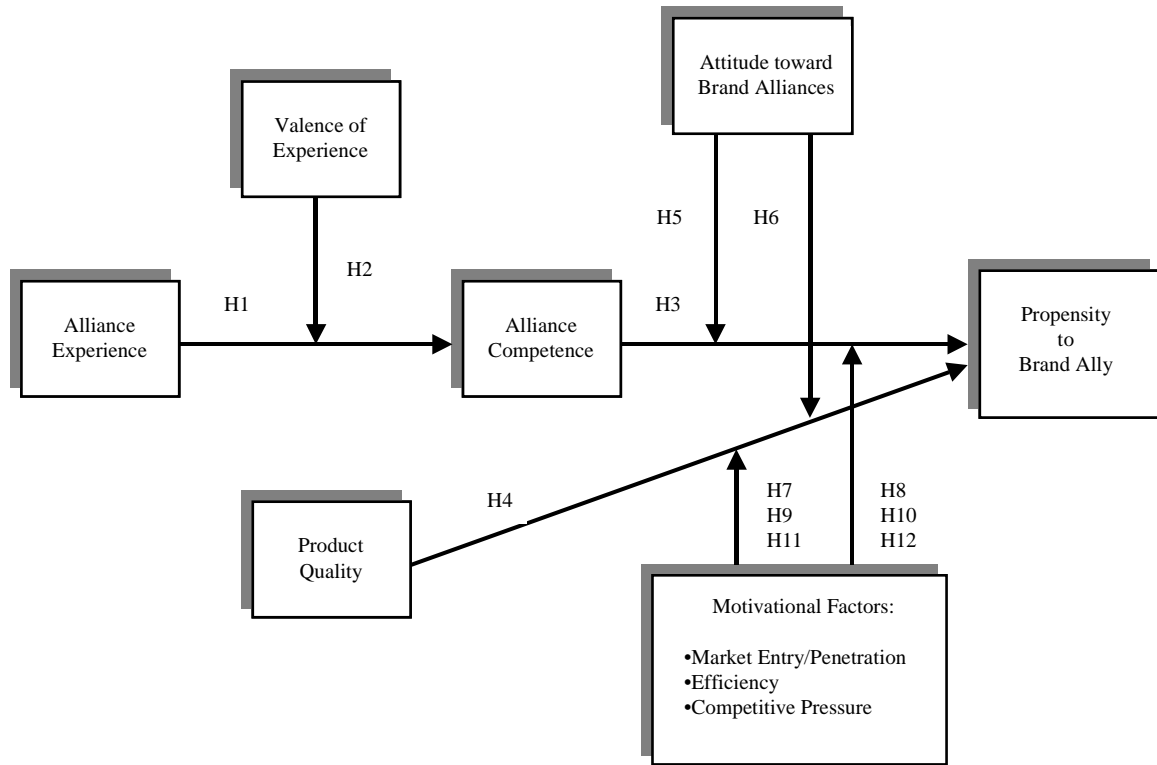 Attitude toward
Brand Alliances
Valence of
Experience
H5
H6
H2
H1
H3
Alliance
Experience
Alliance
Competence
Propensity
to
Brand Ally
H4
H7
H9
H11
H8
H10
H12
Product
Quality
Motivational Factors:
•Market Entry/Penetration
•Efficiency
•Competitive Pressure